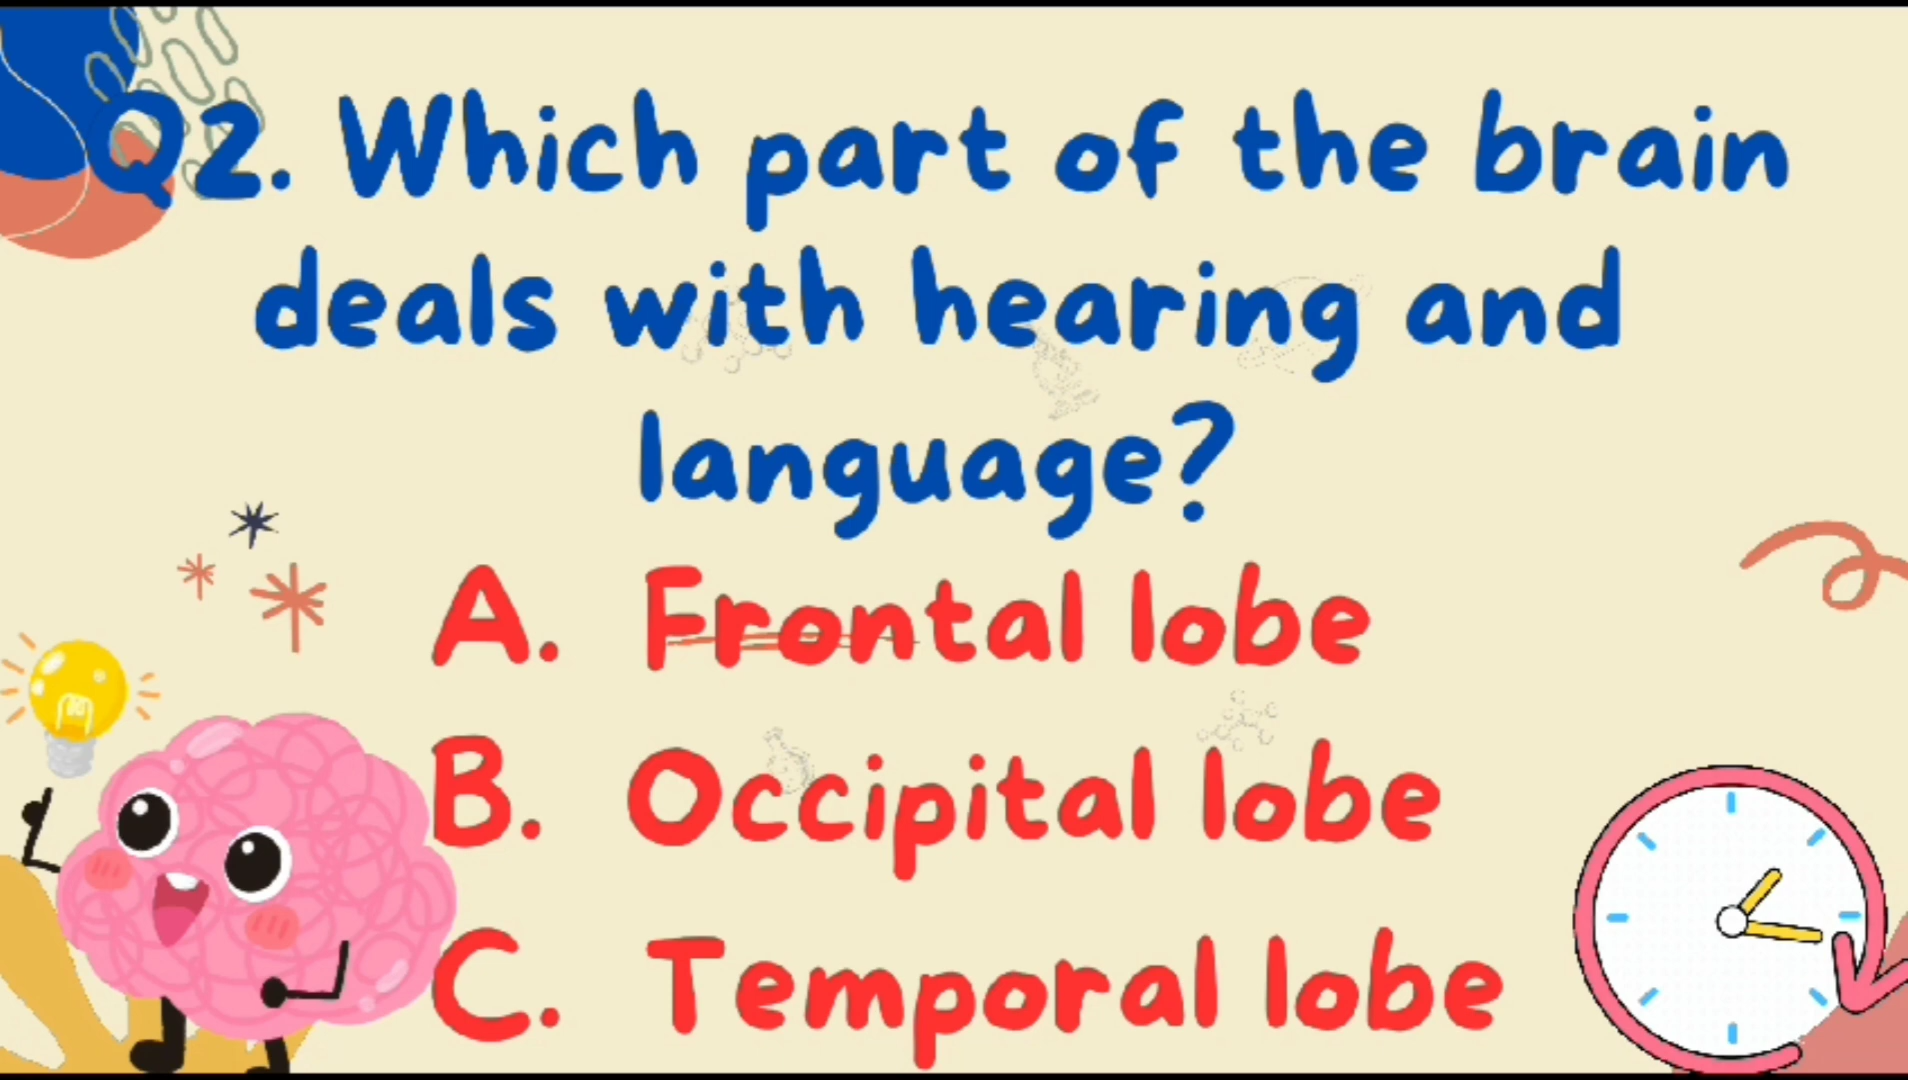 Q2. Which part of the brain
deals with hearing and
language?
A. Frontal lobe
B. Occipital lobe
C. Temporal lobe